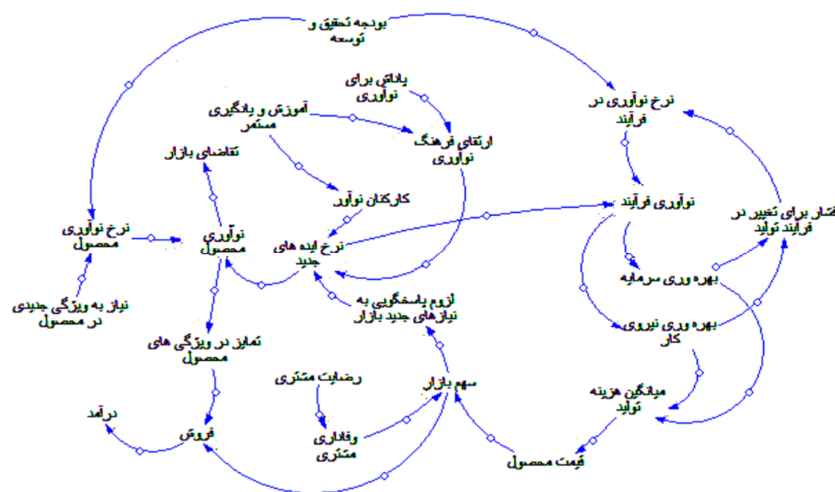 بودجه تحقیق و
توسعه
پاداش برای
نوآوری
نرخ نوآوری در
فرآیند
آموزش و یادگیری
مستمر
ارتقای فرهنگ
نوآوری
تقاضای بازار
کارکنان نوآور
نوآوری فرآیند
فشار برای تغییر در
فرایند تولید
نرخ نوآوری
محصول
نوآوری
محصول
نرخ ایده های
جدید
بهره وری سرمایه
نیاز به ویژگی جدیدی
در محصول
لزوم پاسخگویی به
نیازهای جدید بازار
بهره وری نیروی
کار
تمایز در ویژگی های
محصول
رضایت مشتری
سهم بازار
میانگین هزینه
تولید
درآمد
فروش
وفاداری
مشتری
قیمت محصول